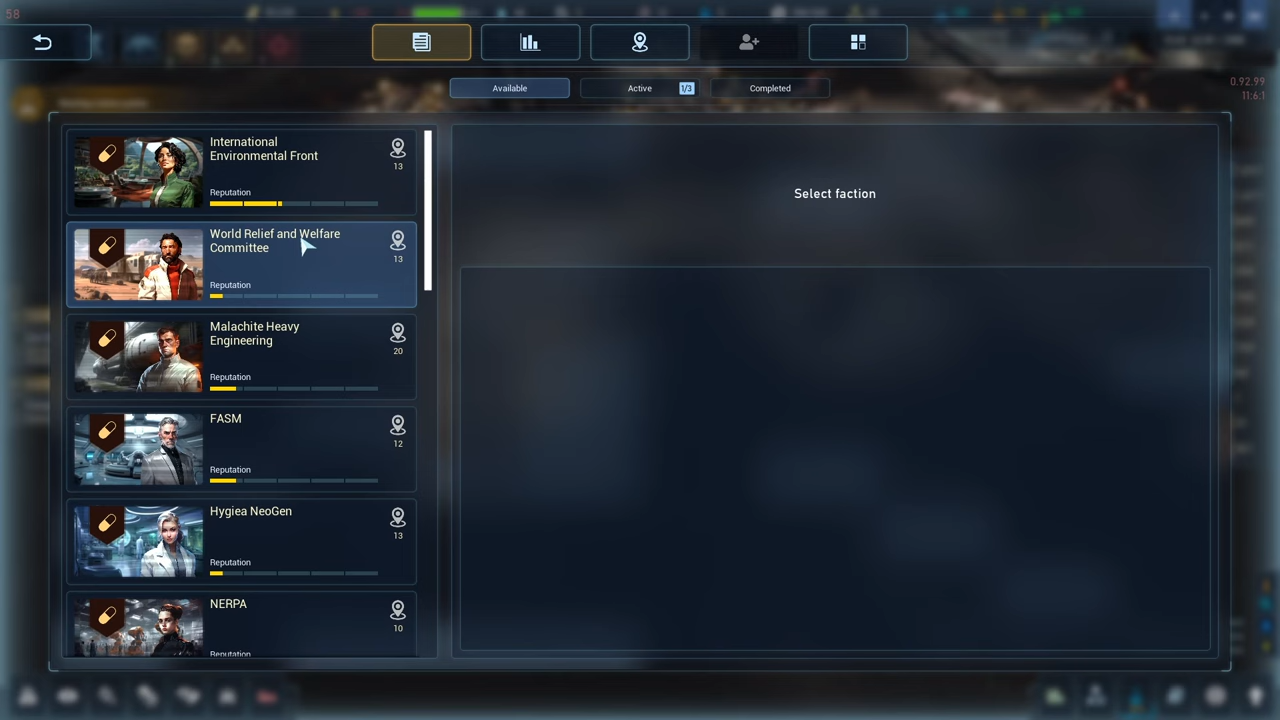 58
Available
Active
1/3
Completed
0.92.99
11:6:1
International
Environmental Front
13
Reputation
World Relief and Welfare
Committee
13
Reputation
Malachite Heavy
Engineering
20
Reputation
FASM
12
Reputation
Hygiea NeoGen
13
Reputation
NERPA
10
Reputation
Select faction